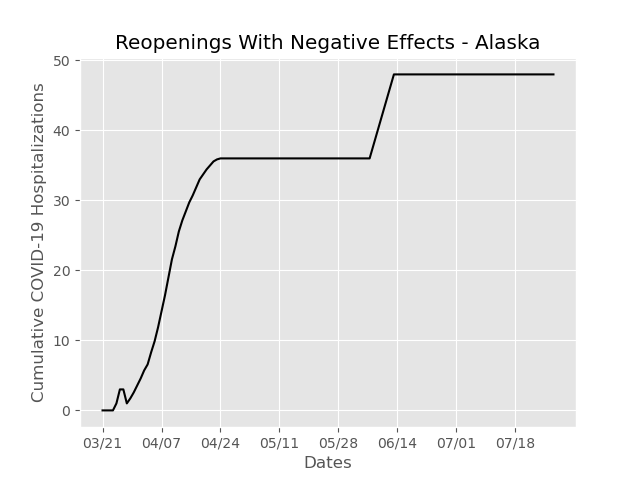 Reopenings With Negative Effects - Alaska
Cumulative COVID-19 Hospitalizations
50
40
30
20
10
0
03/21 04/07 04/24 05/11 05/28 06/14 07/01 07/18
Dates